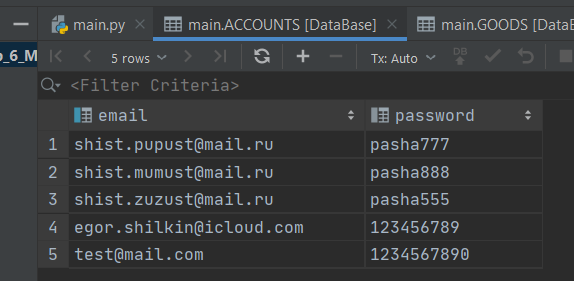 main.py main.ACCOUNTS [DataBase] main.GOODS [DataB
o_6_M 5 rows Tx: Auto DB
<Filter Criteria>
email password
1 shist.pupust@mail.ru pasha777
2 shist.mumust@mail.ru pasha888
3 shist.zuzust@mail.ru pasha555
4 egor.shilkin@icloud.com 123456789
5 test@mail.com 1234567890